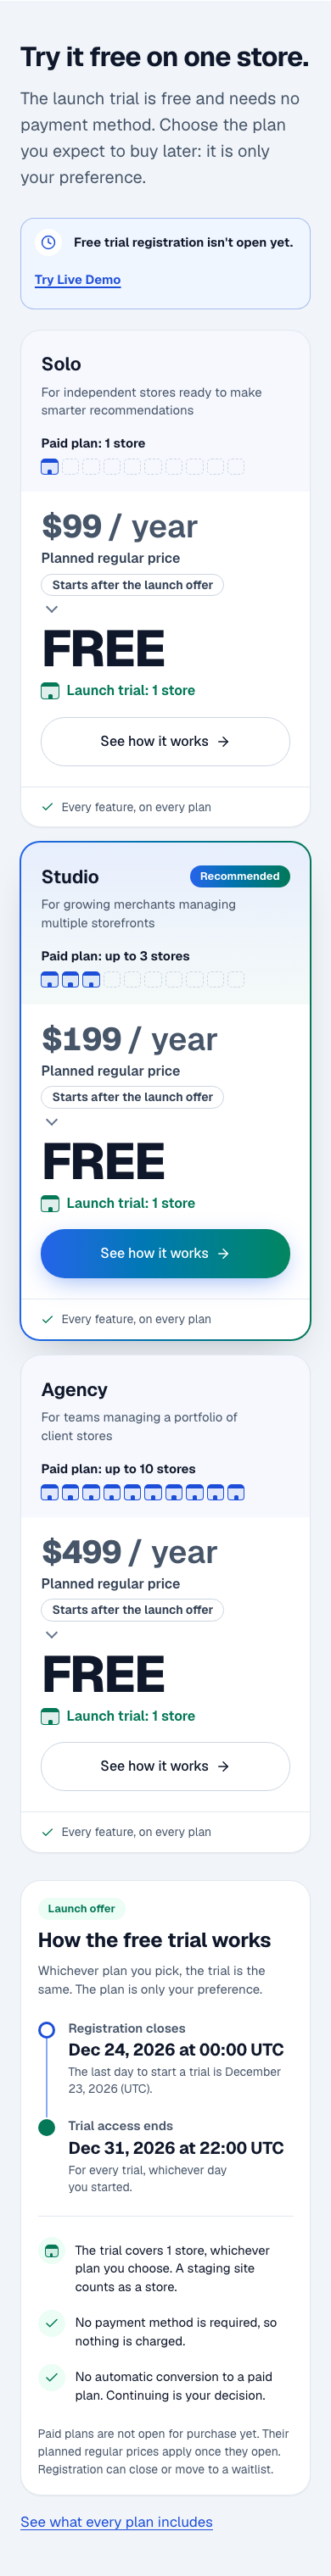 Try it free on one store.
The launch trial is free and needs no
payment method. Choose the plan
you expect to buy later: it is only
your preference.
Free trial registration isn't open yet.
Try Live Demo
Solo
For independent stores ready to make
smarter recommendations
Paid plan: 1 store
$99 / year
Planned regular price
Starts after the launch offer
FREE
Launch trial: 1 store
See how it works →
Every feature, on every plan
Studio
Recommended
For growing merchants managing
multiple storefronts
Paid plan: up to 3 stores
$199 / year
Planned regular price
Starts after the launch offer
FREE
Launch trial: 1 store
See how it works →
Every feature, on every plan
Agency
For teams managing a portfolio of
client stores
Paid plan: up to 10 stores
$499 / year
Planned regular price
Starts after the launch offer
FREE
Launch trial: 1 store
See how it works →
Every feature, on every plan
Launch offer
How the free trial works
Whichever plan you pick, the trial is the
same. The plan is only your preference.
Registration closes
Dec 24, 2026 at 00:00 UTC
The last day to start a trial is December
23, 2026 (UTC).
Trial access ends
Dec 31, 2026 at 22:00 UTC
For every trial, whichever day
you started.
The trial covers 1 store, whichever
plan you choose. A staging site
counts as a store.
No payment method is required, so
nothing is charged.
No automatic conversion to a paid
plan. Continuing is your decision.
Paid plans are not open for purchase yet. Their
planned regular prices apply once they open.
Registration can close or move to a waitlist.
See what every plan includes